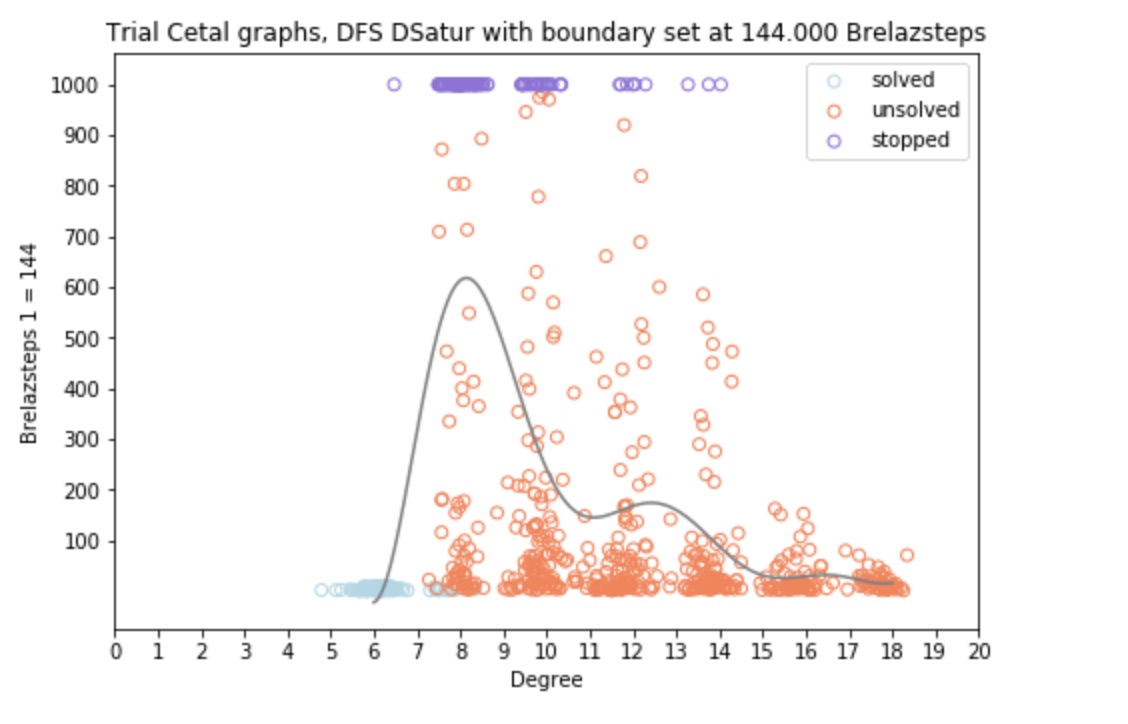 Trial Cetal graphs, DFS DSatur with boundary set at 144.000 Brelazsteps
solved
unsolved
stopped
1000
900
800
700
600
500
400
300
200
100
Brelazsteps 1 = 144
0 1 2 3 4 5 6 7 8 9 10 11 12 13 14 15 16 17 18 19 20
Degree